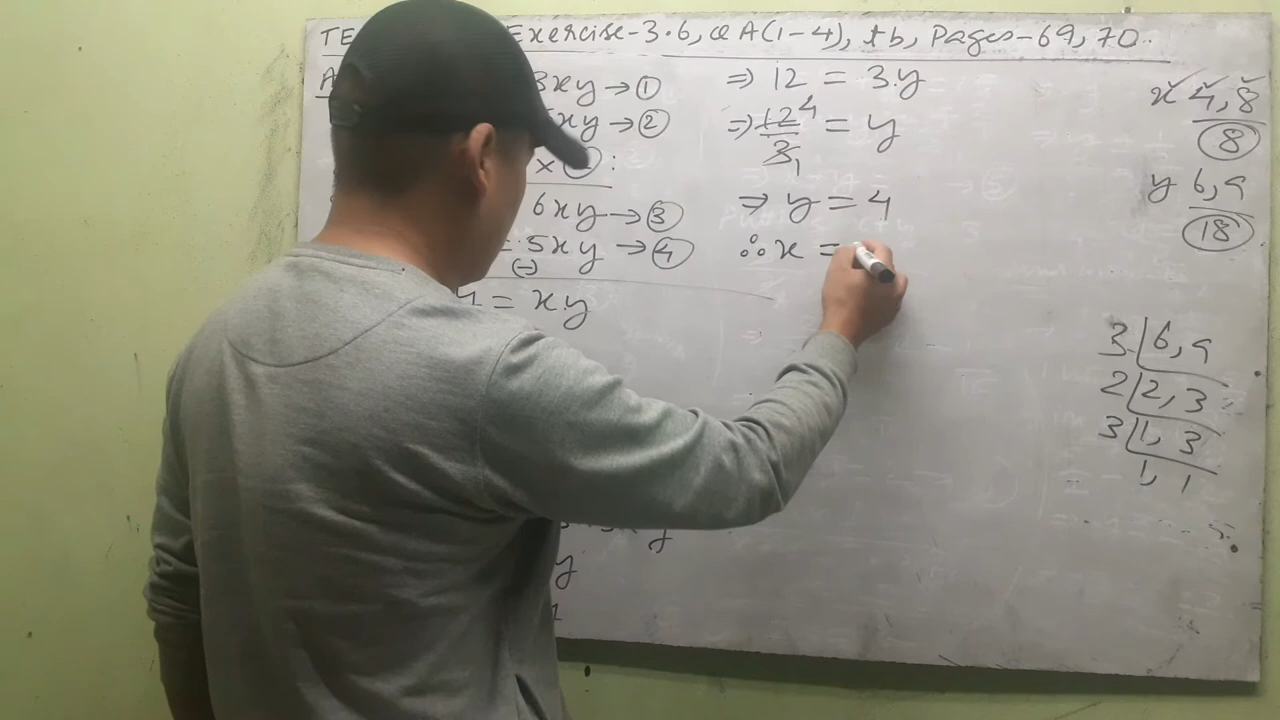 TE Exercise-3.6, Q A(1-4), tb, Pages-69, 70..
A 3xy → ①
xy → ②
× :
6xy → ③
= 5xy → ④
(-)
= xy
y
1
⇒ 12 = 3.y
⇒ 12 4 = y
3 1
⇒ y = 4
∴ x =
x 4, 8
8
y 6, 9
18
3 6, 9
2 2, 3
3 1, 3
1, 1